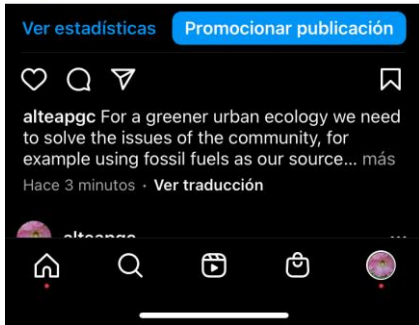 Ver estadísticas
Promocionar publicación
alteapgc For a greener urban ecology we need
to solve the issues of the community, for
example using fossil fuels as our source... más
Hace 3 minutos · Ver traducción
alteapgc